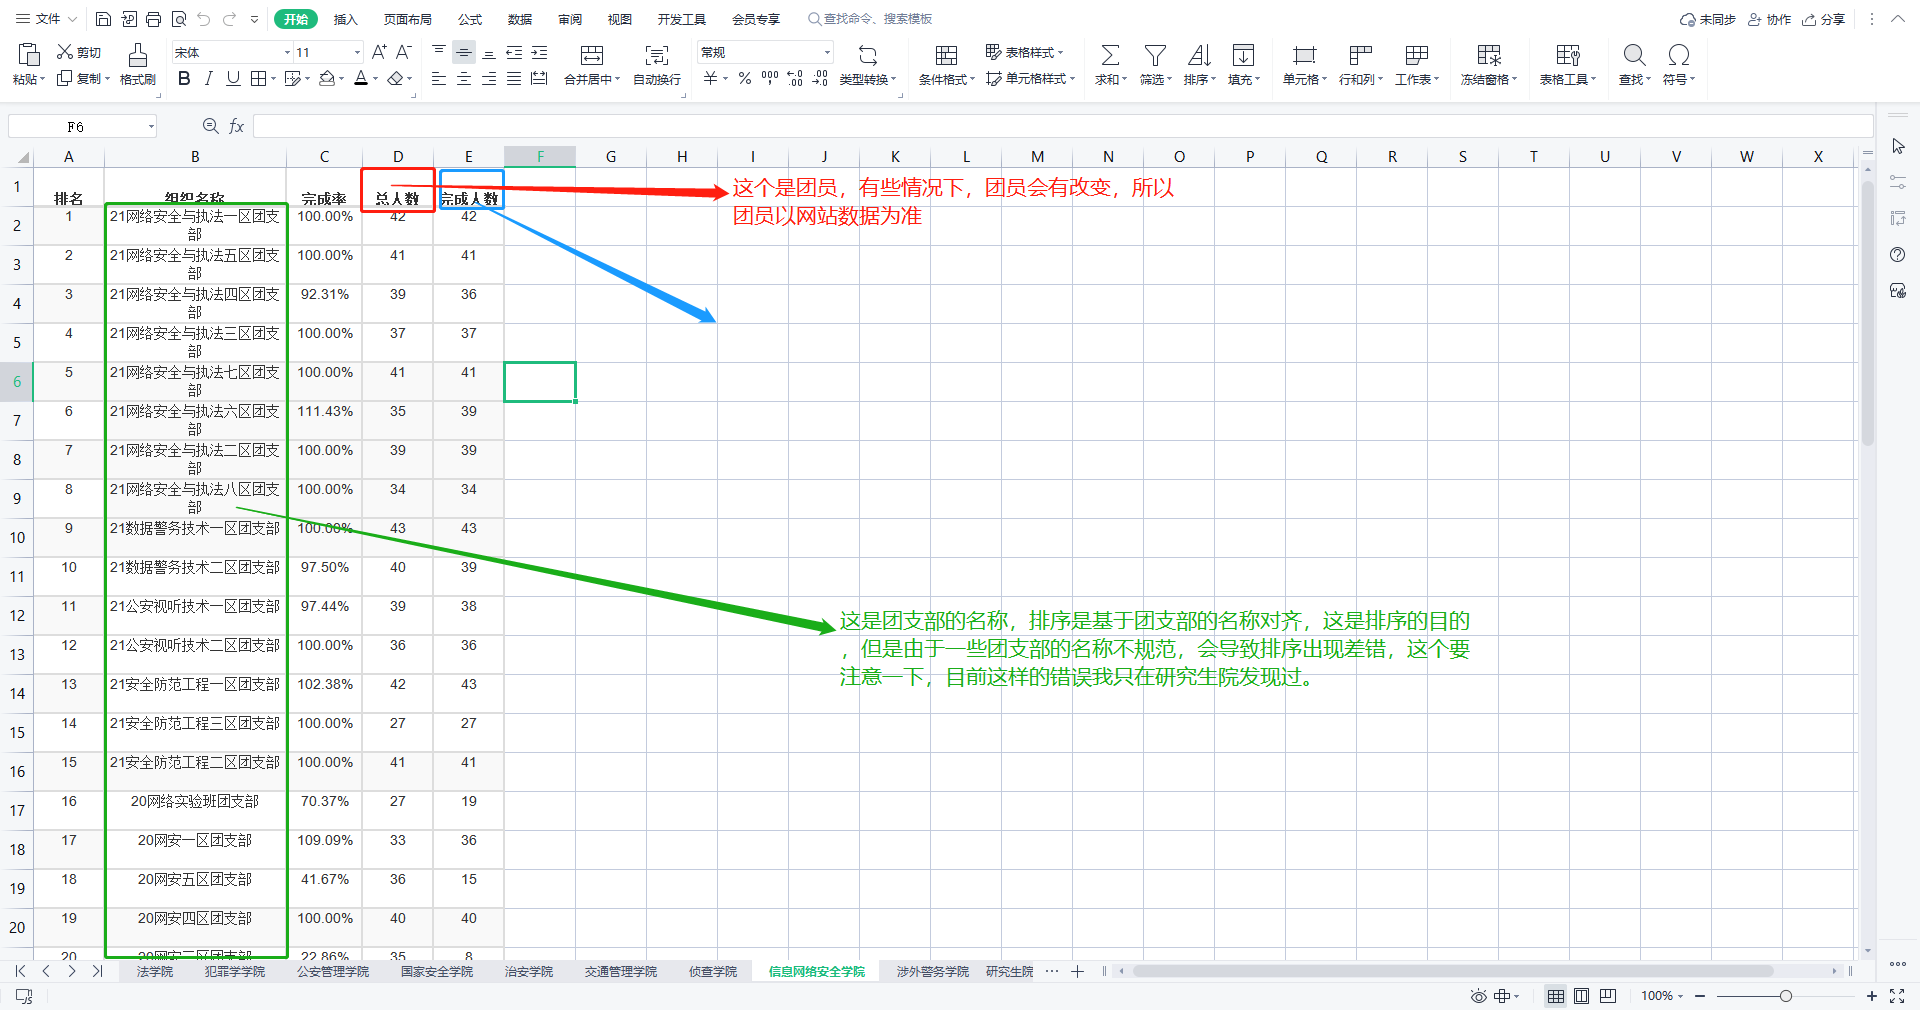 文件 开始 插入 页面布局 公式 数据 审阅 视图 开发工具 会员专享 查找命令、搜索模板 未同步 协作 分享
粘贴 剪切 复制 格式刷 宋体 11 A+ A- B I U A 合并居中 自动换行 常规 ¥ % 类型转换 条件格式 表格样式 单元格样式 求和 筛选 排序 填充 单元格 行和列 工作表 冻结窗格 表格工具 查找 符号
F6 fx
A B C D E F G H I J K L M N O P Q R S T U V W X
1 排名 组织名称 完成率 总人数 完成人数
2 1 21网络安全与执法一区团支部 100.00% 42 42
3 2 21网络安全与执法五区团支部 100.00% 41 41
4 3 21网络安全与执法四区团支部 92.31% 39 36
5 4 21网络安全与执法三区团支部 100.00% 37 37
6 5 21网络安全与执法七区团支部 100.00% 41 41
7 6 21网络安全与执法六区团支部 111.43% 35 39
8 7 21网络安全与执法二区团支部 100.00% 39 39
9 8 21网络安全与执法八区团支部 100.00% 34 34
10 9 21数据警务技术一区团支部 100.00% 43 43
11 10 21数据警务技术二区团支部 97.50% 40 39
12 11 21公安视听技术一区团支部 97.44% 39 38
13 12 21公安视听技术二区团支部 100.00% 36 36
14 13 21安全防范工程一区团支部 102.38% 42 43
15 14 21安全防范工程三区团支部 100.00% 27 27
16 15 21安全防范工程二区团支部 100.00% 41 41
17 16 20网络实验班团支部 70.37% 27 19
18 17 20网安一区团支部 109.09% 33 36
19 18 20网安五区团支部 41.67% 36 15
20 19 20网安四区团支部 100.00% 40 40
20 22.86% 35 8
这个是团员，有些情况下，团员会有改变，所以
团员以网站数据为准
这是团支部的名称，排序是基于团支部的名称对齐，这是排序的目的
，但是由于一些团支部的名称不规范，会导致排序出现差错，这个要
注意一下，目前这样的错误我只在研究生院发现过。
法学院 犯罪学学院 公安管理学院 国家安全学院 治安学院 交通管理学院 侦查学院 信息网络安全学院 涉外警务学院 研究生院 ···
100%